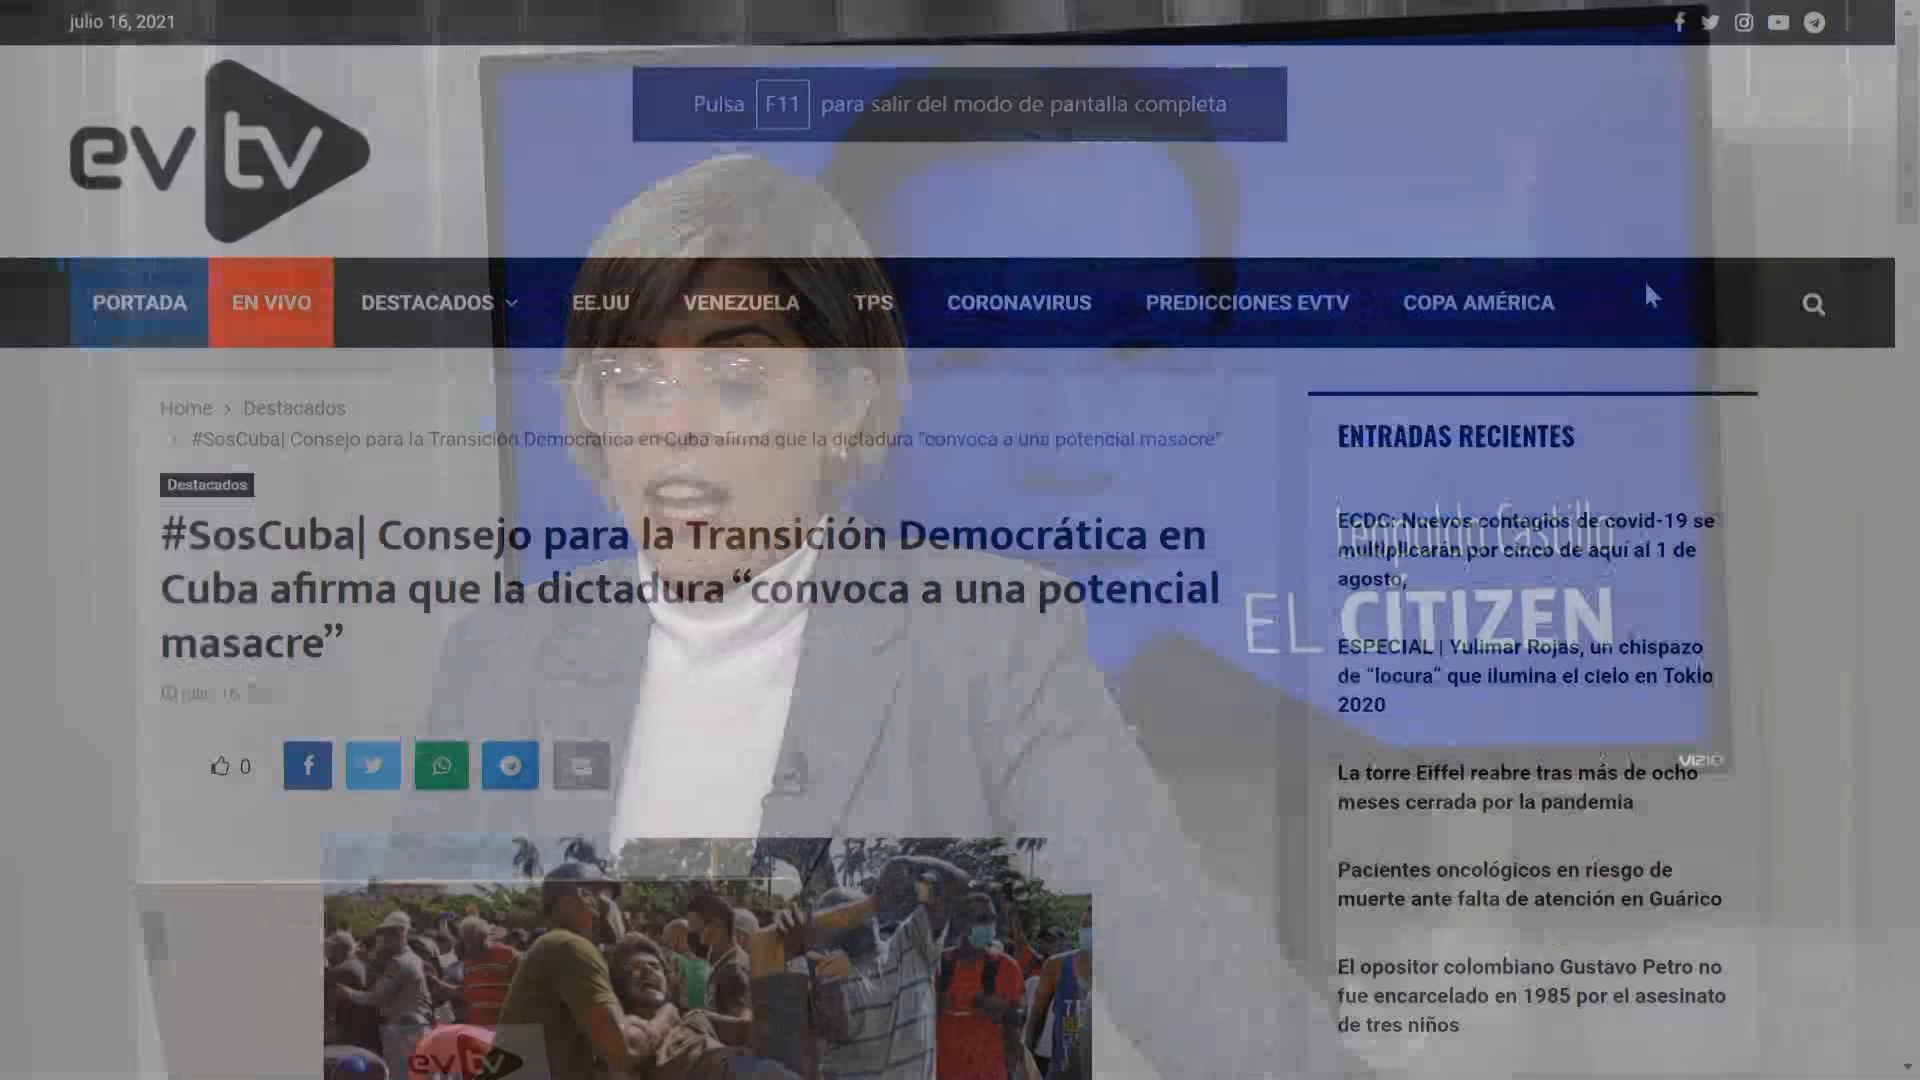 julio 16, 2021
Pulsa F11 para salir del modo de pantalla completa
evtv
PORTADA EN VIVO DESTACADOS EE.UU VENEZUELA TPS CORONAVIRUS PREDICCIONES EVTV COPA AMÉRICA
Home > Destacados
> #SosCuba| Consejo para la Transición Democrática en Cuba afirma que la dictadura "convoca a una potencial masacre"
Destacados
#SosCuba| Consejo para la Transición Democrática en
Cuba afirma que la dictadura “convoca a una potencial
masacre”
julio 16,
0
evtv
ENTRADAS RECIENTES
ECDC: Nuevos contagios de covid-19 se
multiplicarán por cinco de aquí al 1 de
agosto,
Leopoldo Castillo
EL CITIZEN
ESPECIAL | Yulimar Rojas, un chispazo
de “locura” que ilumina el cielo en Tokio
2020
VIZIO
La torre Eiffel reabre tras más de ocho
meses cerrada por la pandemia
Pacientes oncológicos en riesgo de
muerte ante falta de atención en Guárico
El opositor colombiano Gustavo Petro no
fue encarcelado en 1985 por el asesinato
de tres niños